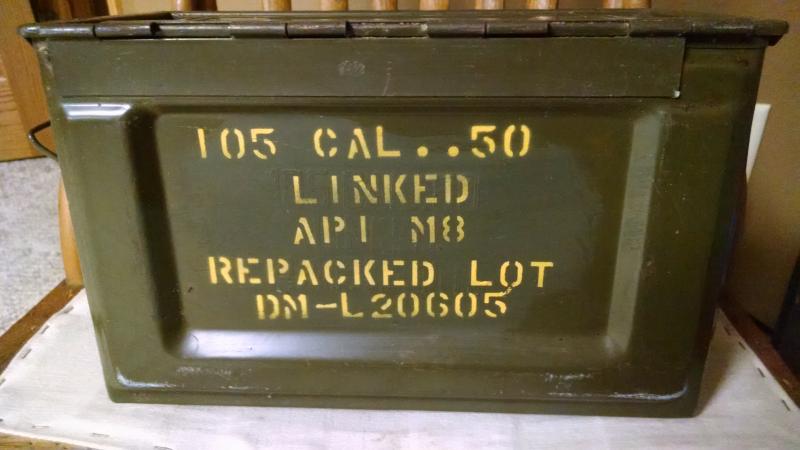 105 CAL..50
LINKED
API M8
REPACKED LOT
DM-L20605